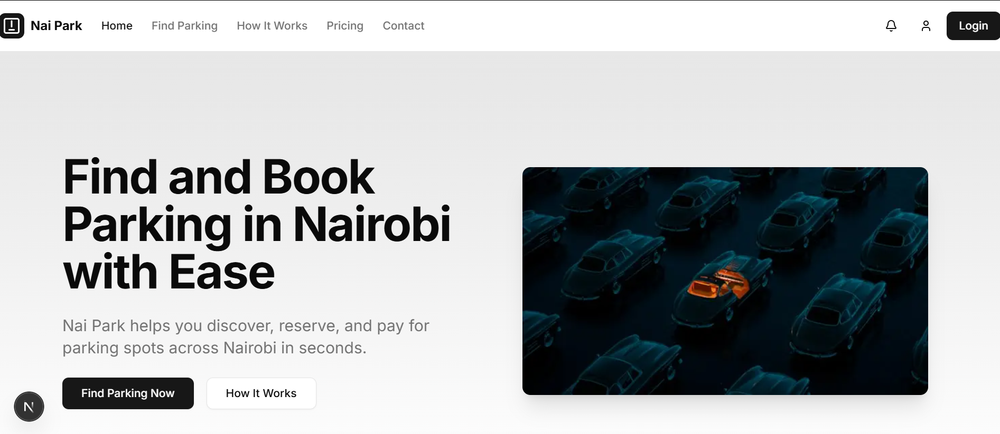 Nai Park
Home
Find Parking
How It Works
Pricing
Contact
Login
Find and Book
Parking in Nairobi
with Ease
Nai Park helps you discover, reserve, and pay for
parking spots across Nairobi in seconds.
Find Parking Now
How It Works
N